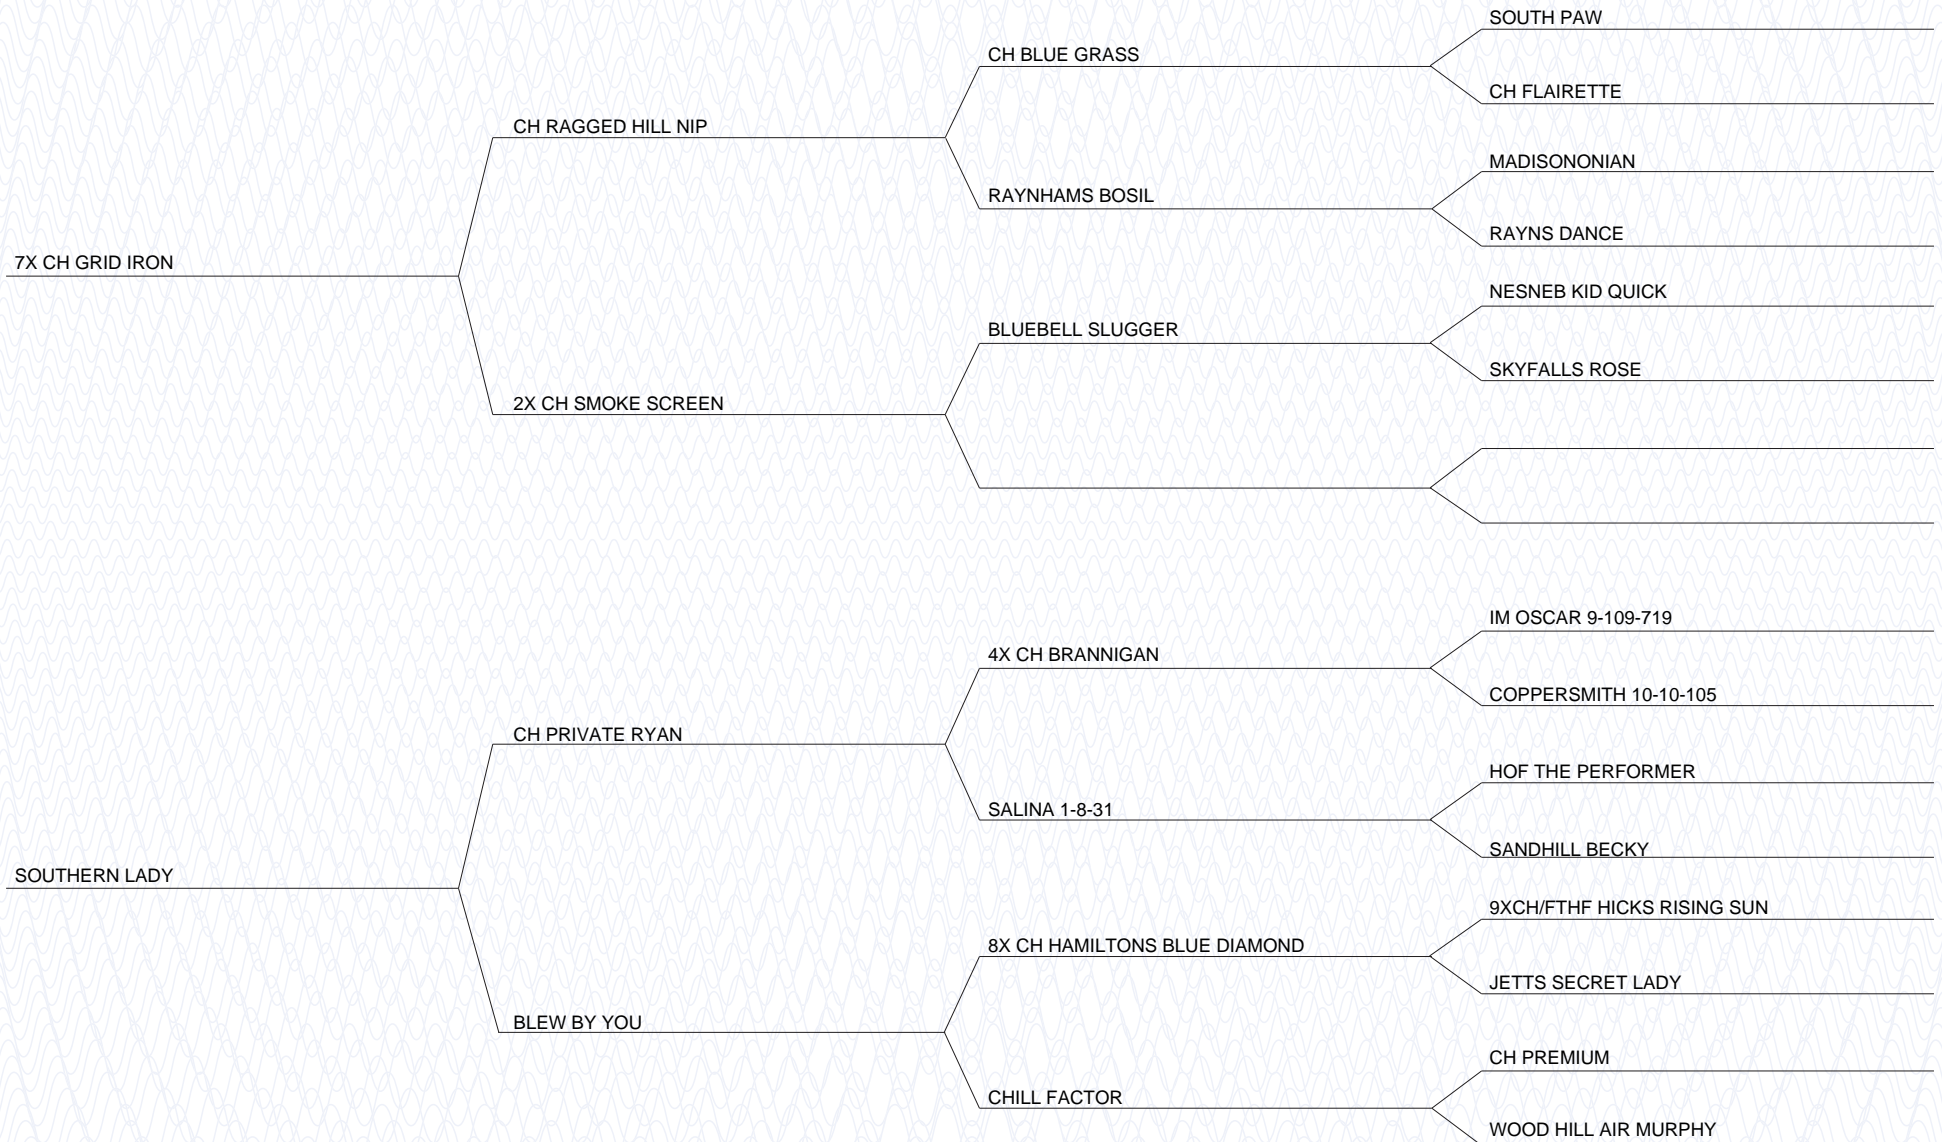 SOUTH PAW
CH BLUE GRASS
CH FLAIRETTE
CH RAGGED HILL NIP
MADISONONIAN
RAYNHAMS BOSIL
RAYNS DANCE
7X CH GRID IRON
NESNEB KID QUICK
BLUEBELL SLUGGER
SKYFALLS ROSE
2X CH SMOKE SCREEN
IM OSCAR 9-109-719
4X CH BRANNIGAN
COPPERSMITH 10-10-105
CH PRIVATE RYAN
HOF THE PERFORMER
SALINA 1-8-31
SANDHILL BECKY
SOUTHERN LADY
9XCH/FTHF HICKS RISING SUN
8X CH HAMILTONS BLUE DIAMOND
JETTS SECRET LADY
BLEW BY YOU
CH PREMIUM
CHILL FACTOR
WOOD HILL AIR MURPHY